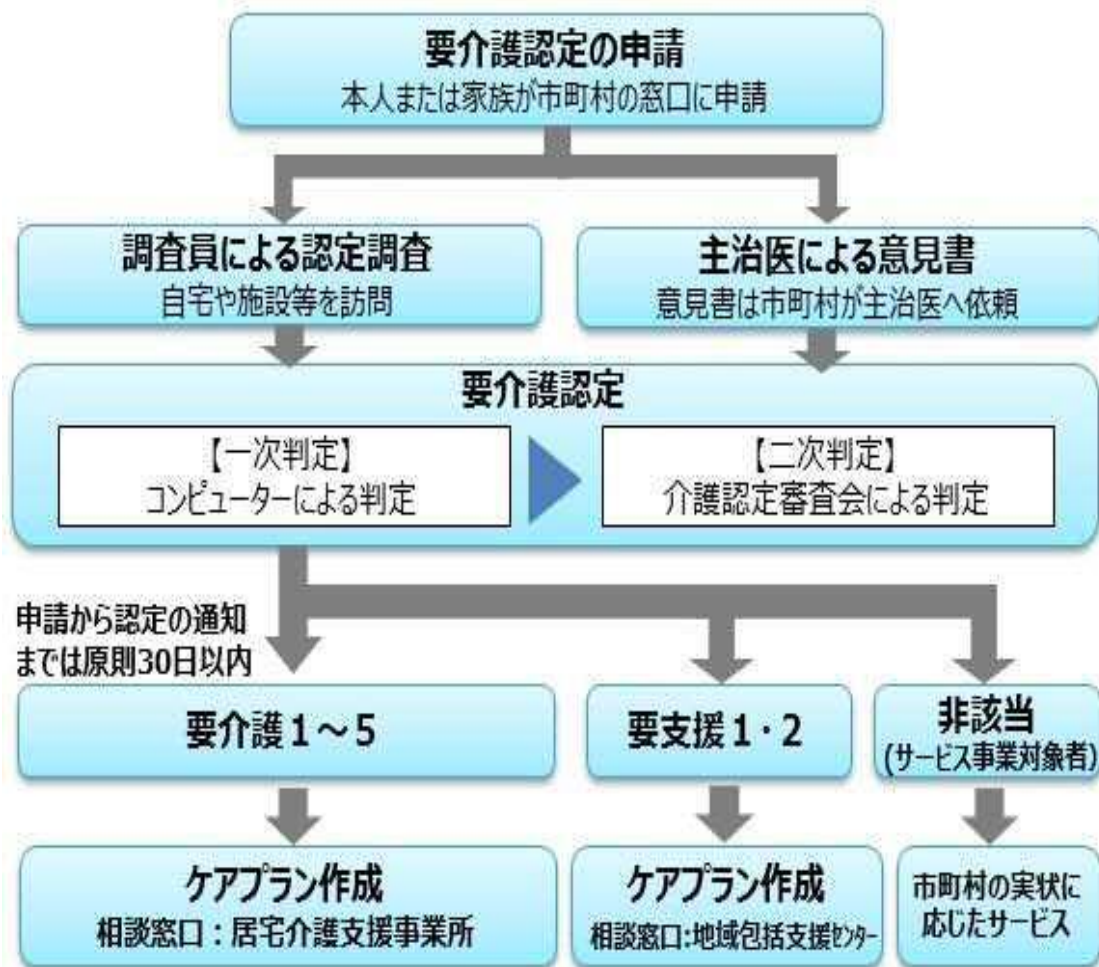 要介護認定の申請
本人または家族が市町村の窓口に申請
調査員による認定調査
自宅や施設等を訪問
主治医による意見書
意見書は市町村が主治医へ依頼
要介護認定
【一次判定】
コンピューターによる判定
【二次判定】
介護認定審査会による判定
申請から認定の通知
までは原則30日以内
要介護1～5
要支援1・2
非該当
(サービス事業対象者)
ケアプラン作成
相談窓口：居宅介護支援事業所
ケアプラン作成
相談窓口:地域包括支援ｾﾝﾀｰ
市町村の実状に
応じたサービス